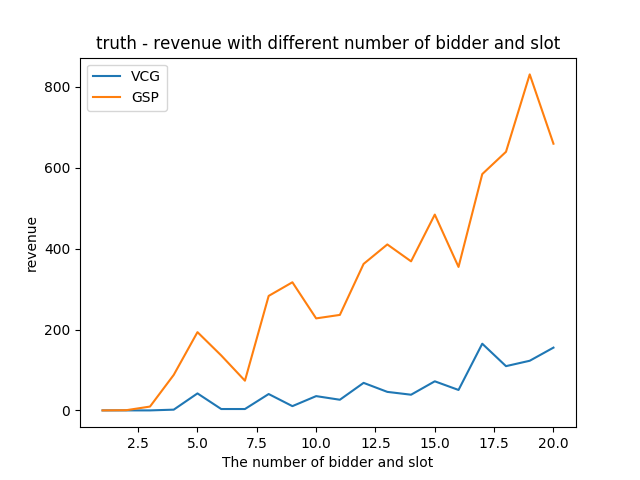 truth - revenue with different number of bidder and slot
VCG
GSP
800
600
400
200
0
revenue
2.5 5.0 7.5 10.0 12.5 15.0 17.5 20.0
The number of bidder and slot